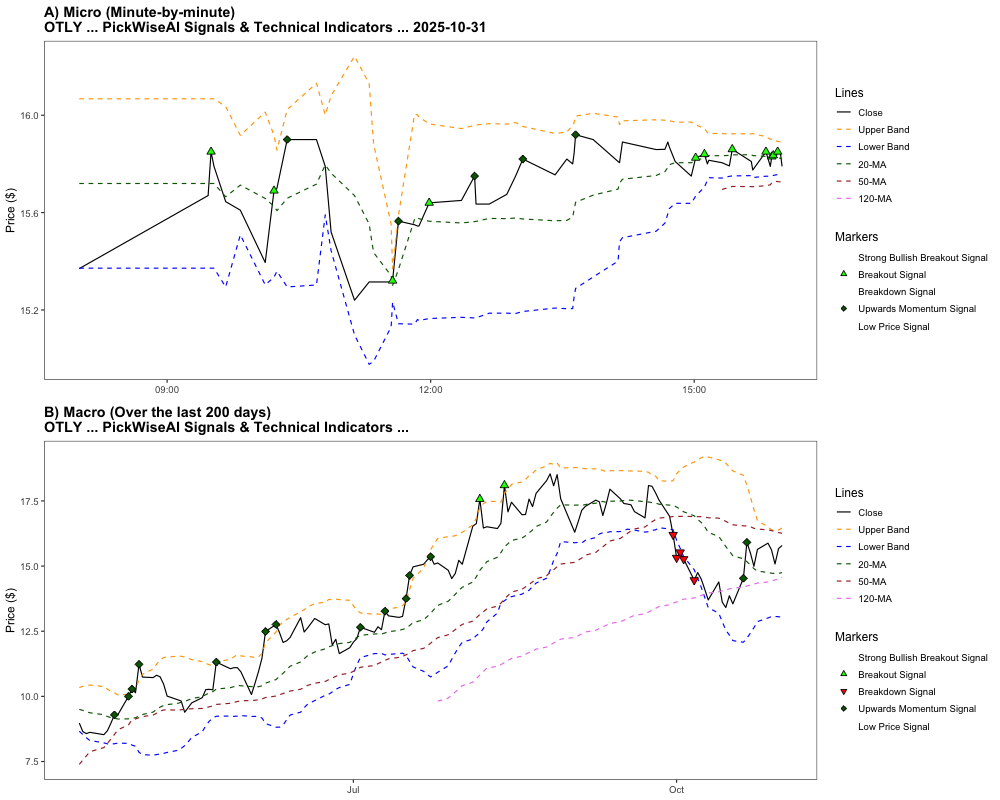 A) Micro (Minute-by-minute)
OTLY ... PickWiseAI Signals & Technical Indicators ... 2025-10-31
Price ($)
16.0
15.6
15.2
09:00
12:00
15:00
Lines
Close
Upper Band
Lower Band
20-MA
50-MA
120-MA
Markers
Strong Bullish Breakout Signal
Breakout Signal
Breakdown Signal
Upwards Momentum Signal
Low Price Signal
B) Macro (Over the last 200 days)
OTLY ... PickWiseAI Signals & Technical Indicators ...
Price ($)
17.5
15.0
12.5
10.0
7.5
Jul
Oct
Lines
Close
Upper Band
Lower Band
20-MA
50-MA
120-MA
Markers
Strong Bullish Breakout Signal
Breakout Signal
Breakdown Signal
Upwards Momentum Signal
Low Price Signal